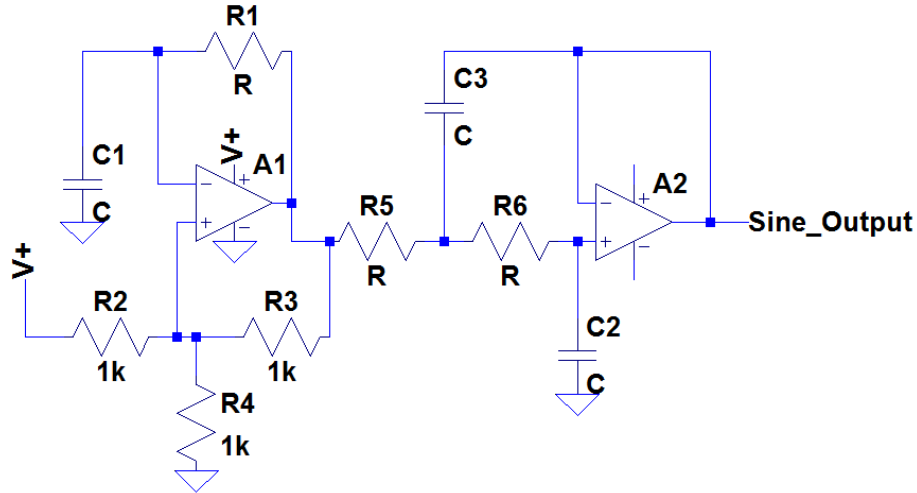 R1
R
C3
C
C1
C
V+
A1
+
−
+
−
R5
R
R6
R
A2
+
−
+
−
Sine_Output
V+
R2
1k
R3
1k
C2
C
R4
1k